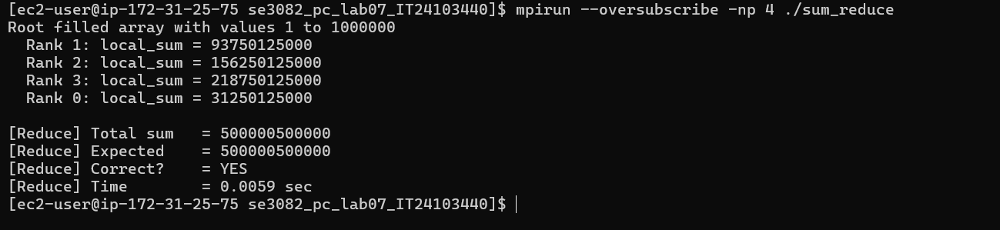 [ec2-user@ip-172-31-25-75 se3082_pc_lab07_IT24103440]$ mpirun --oversubscribe -np 4 ./sum_reduce
Root filled array with values 1 to 1000000
  Rank 1: local_sum = 93750125000
  Rank 2: local_sum = 156250125000
  Rank 3: local_sum = 218750125000
  Rank 0: local_sum = 31250125000

[Reduce] Total sum   = 500000500000
[Reduce] Expected    = 500000500000
[Reduce] Correct?    = YES
[Reduce] Time        = 0.0059 sec
[ec2-user@ip-172-31-25-75 se3082_pc_lab07_IT24103440]$